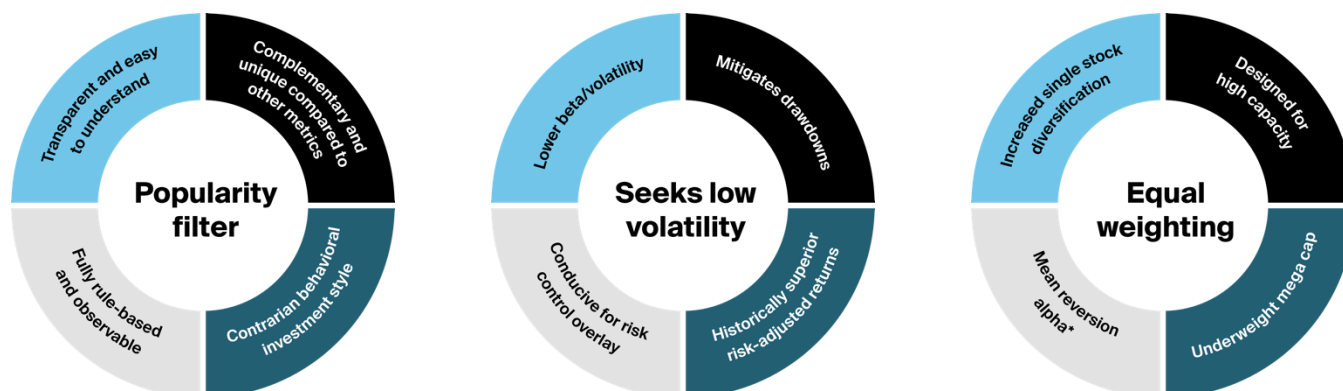 Transparent and easy
to understand
Complementary and
unique compared to
other metrics
Popularity
filter
Fully rule-based
and observable
Contrarian behavioral
investment style
Lower beta/volatility
Mitigates drawdowns
Seeks low
volatility
Conducive for risk
control overlay
Historically superior
risk-adjusted returns
Increased single stock
diversification
Designed for
high capacity
Equal
weighting
Mean reversion
alpha*
Underweight mega cap